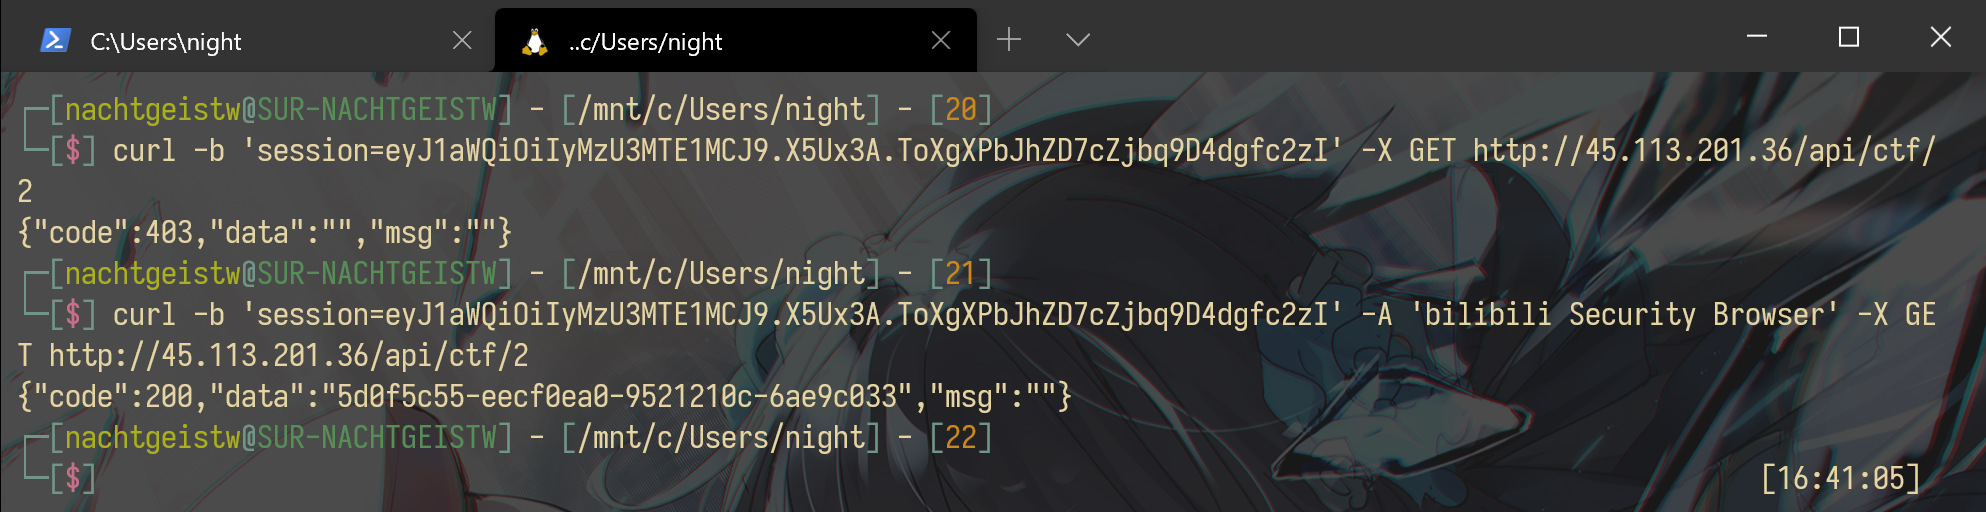 C:\Users\night
..c/Users/night
┌─[nachtgeistw@SUR-NACHTGEISTW] - [/mnt/c/Users/night] - [20]
└─[$] curl -b 'session=eyJ1aWQiOiIyMzU3MTE1MCJ9.X5Ux3A.ToXgXPbJhZD7cZjbq9D4dgfc2zI' -X GET http://45.113.201.36/api/ctf/
2
{"code":403,"data":"","msg":""}
┌─[nachtgeistw@SUR-NACHTGEISTW] - [/mnt/c/Users/night] - [21]
└─[$] curl -b 'session=eyJ1aWQiOiIyMzU3MTE1MCJ9.X5Ux3A.ToXgXPbJhZD7cZjbq9D4dgfc2zI' -A 'bilibili Security Browser' -X GE
T http://45.113.201.36/api/ctf/2
{"code":200,"data":"5d0f5c55-eecf0ea0-9521210c-6ae9c033","msg":""}
┌─[nachtgeistw@SUR-NACHTGEISTW] - [/mnt/c/Users/night] - [22]
└─[$] [16:41:05]